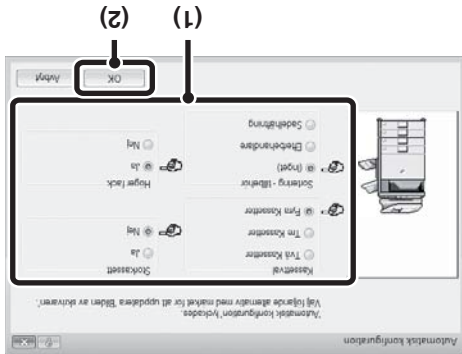 Automatisk konfiguration
'Automatisk konfiguration' lyckades.
Välj följande alternativ med märket för att uppdatera 'Bilden av skrivaren'.
Kassettval
Två Kassetter
Tre Kassetter
Fyra Kassetter
Storkassett
Ja
Nej
Sortering - tillbehör
(Inget)
Efterbehandlare
Sadelhäftning
Höger fack
Ja
Nej
OK
Avbryt
(1)
(2)